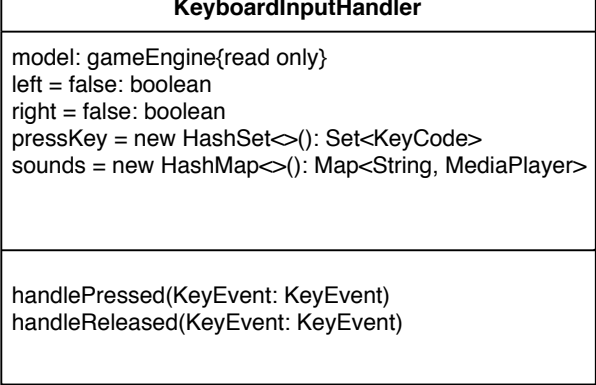 KeyboardInputHandler
model: gameEngine{read only}
left = false: boolean
right = false: boolean
pressKey = new HashSet<>(): Set<KeyCode>
sounds = new HashMap<>(): Map<String, MediaPlayer>
handlePressed(KeyEvent: KeyEvent)
handleReleased(KeyEvent: KeyEvent)